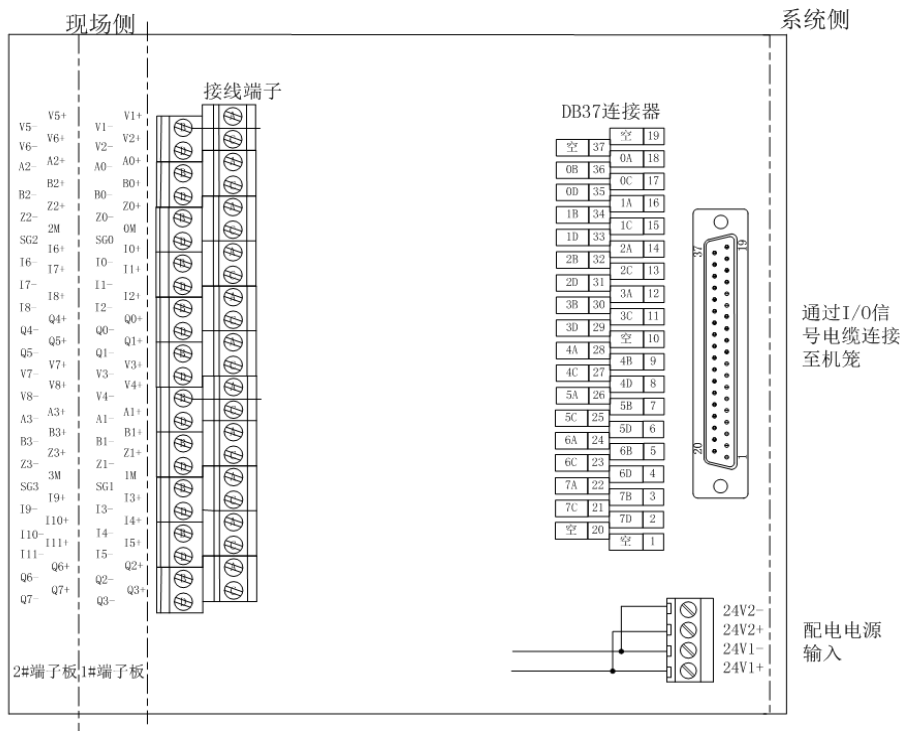 现场侧
系统侧
接线端子
DB37连接器
V5+ V1+
V5- V1-
V6+ V2+
V6- V2-
A2+ A0+
A2- A0-
B2+ B0+
B2- B0-
Z2+ Z0+
Z2- Z0-
2M 0M
SG2 SG0
I6+ I0+
I6- I0-
I7+ I1+
I7- I1-
I8+ I2+
I8- I2-
Q4+ Q0+
Q4- Q0-
Q5+ Q1+
Q5- Q1-
V7+ V3+
V7- V3-
V8+ V4+
V8- V4-
A3+ A1+
A3- A1-
B3+ B1+
B3- B1-
Z3+ Z1+
Z3- Z1-
3M 1M
SG3 SG1
I9+ I3+
I9- I3-
I10+ I4+
I10- I4-
I11+ I5+
I11- I5-
Q6+ Q2+
Q6- Q2-
Q7+ Q3+
Q7- Q3-
2#端子板 1#端子板
A
B
C
D
A
B
C
D
A
B
C
D
A
B
C
D
A
B
C
D
A
B
C
D
A
B
C
D
A
B
C
D
A
B
C
D
A
B
C
D
A
B
C
D
空 19
空 37
0A 18
0B 36
0C 17
0D 35
1A 16
1B 34
1C 15
1D 33
2A 14
2B 32
2C 13
2D 31
3A 12
3B 30
3C 11
3D 29
空 10
4A 28
4B 9
4C 27
4D 8
5A 26
5B 7
5C 25
5D 6
6A 24
6B 5
6C 23
6D 4
7A 22
7B 3
7C 21
7D 2
空 20
空 1
37 19
20 1
通过I/O信
号电缆连接
至机笼
24V2-
24V2+
24V1-
24V1+
配电电源
输入